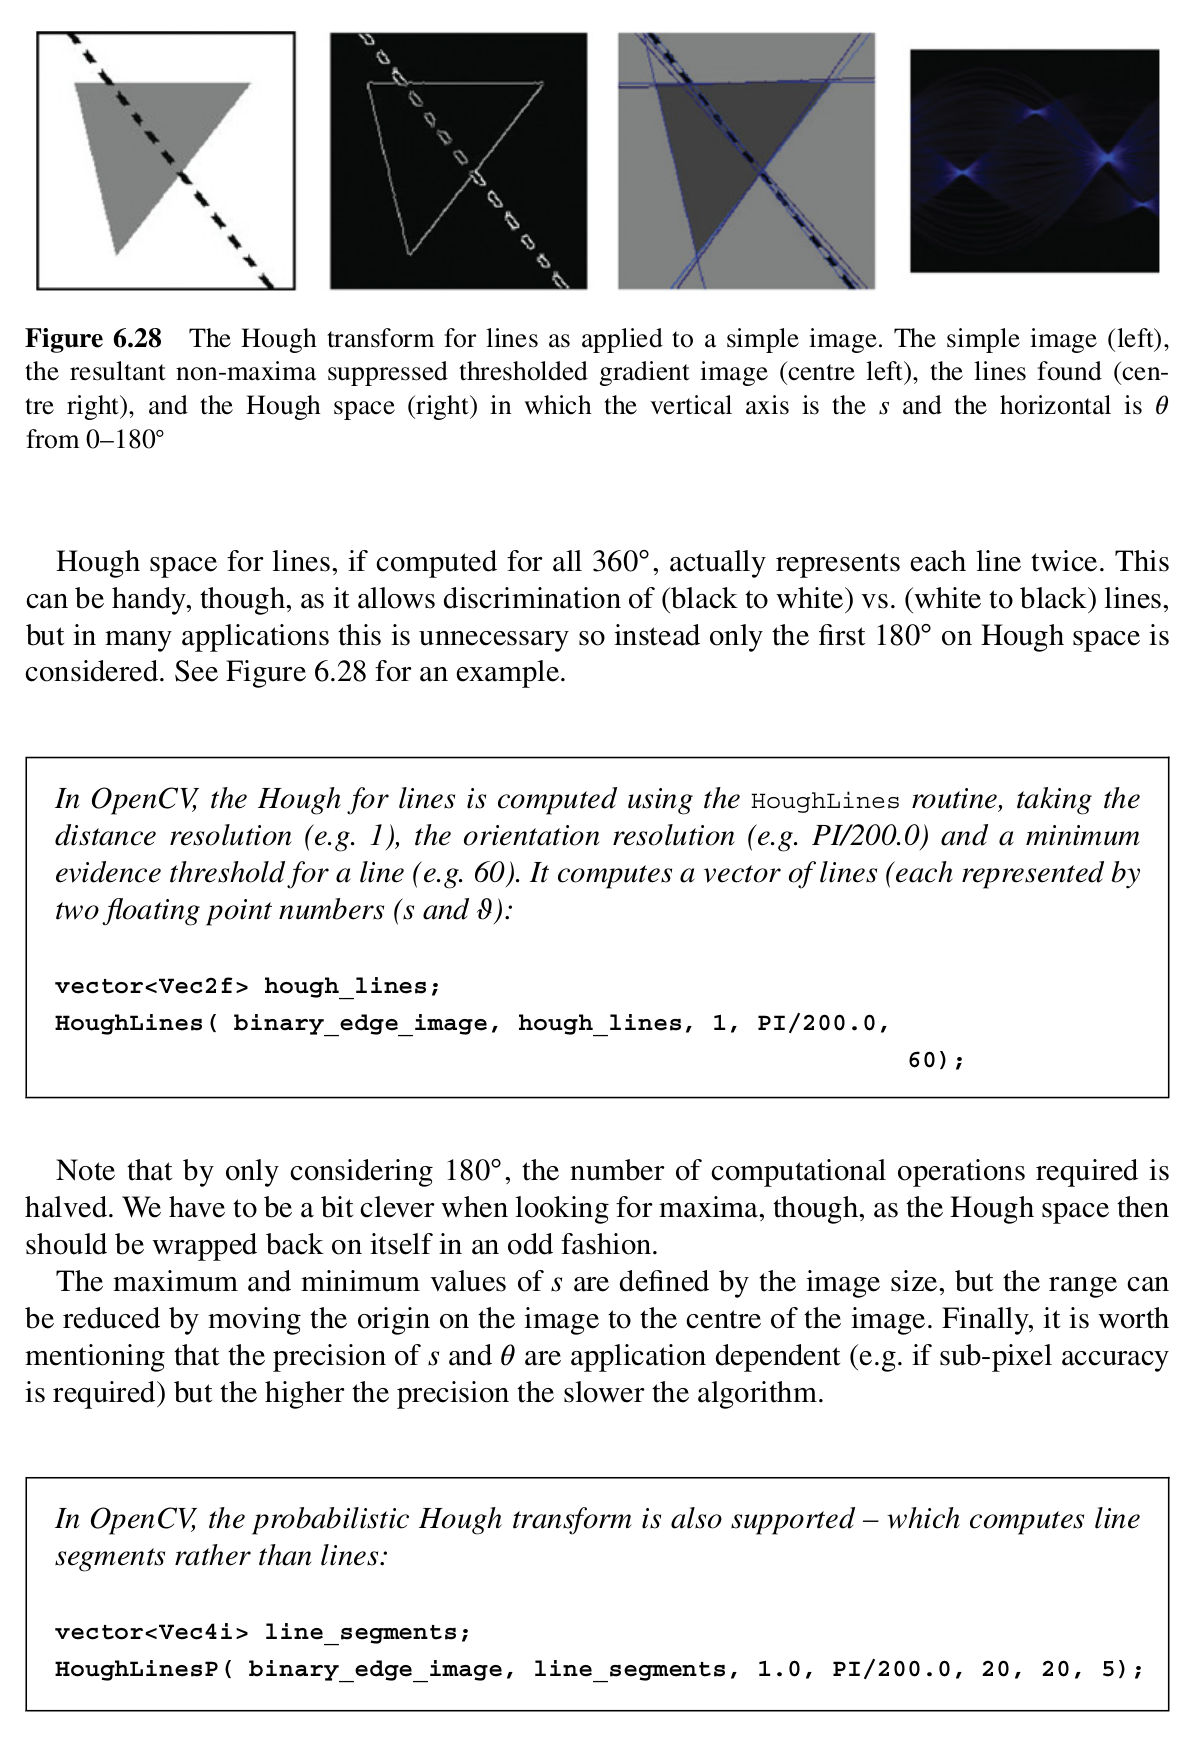 Figure 6.28 The Hough transform for lines as applied to a simple image. The simple image (left),
the resultant non-maxima suppressed thresholded gradient image (centre left), the lines found (cen-
tre right), and the Hough space (right) in which the vertical axis is the s and the horizontal is θ
from 0–180°
Hough space for lines, if computed for all 360°, actually represents each line twice. This
can be handy, though, as it allows discrimination of (black to white) vs. (white to black) lines,
but in many applications this is unnecessary so instead only the first 180° on Hough space is
considered. See Figure 6.28 for an example.
In OpenCV, the Hough for lines is computed using the HoughLines routine, taking the
distance resolution (e.g. 1), the orientation resolution (e.g. PI/200.0) and a minimum
evidence threshold for a line (e.g. 60). It computes a vector of lines (each represented by
two floating point numbers (s and ϑ):
vector<Vec2f> hough_lines;
HoughLines( binary_edge_image, hough_lines, 1, PI/200.0,
60);
Note that by only considering 180°, the number of computational operations required is
halved. We have to be a bit clever when looking for maxima, though, as the Hough space then
should be wrapped back on itself in an odd fashion.
The maximum and minimum values of s are defined by the image size, but the range can
be reduced by moving the origin on the image to the centre of the image. Finally, it is worth
mentioning that the precision of s and θ are application dependent (e.g. if sub-pixel accuracy
is required) but the higher the precision the slower the algorithm.
In OpenCV, the probabilistic Hough transform is also supported – which computes line
segments rather than lines:
vector<Vec4i> line_segments;
HoughLinesP( binary_edge_image, line_segments, 1.0, PI/200.0, 20, 20, 5);